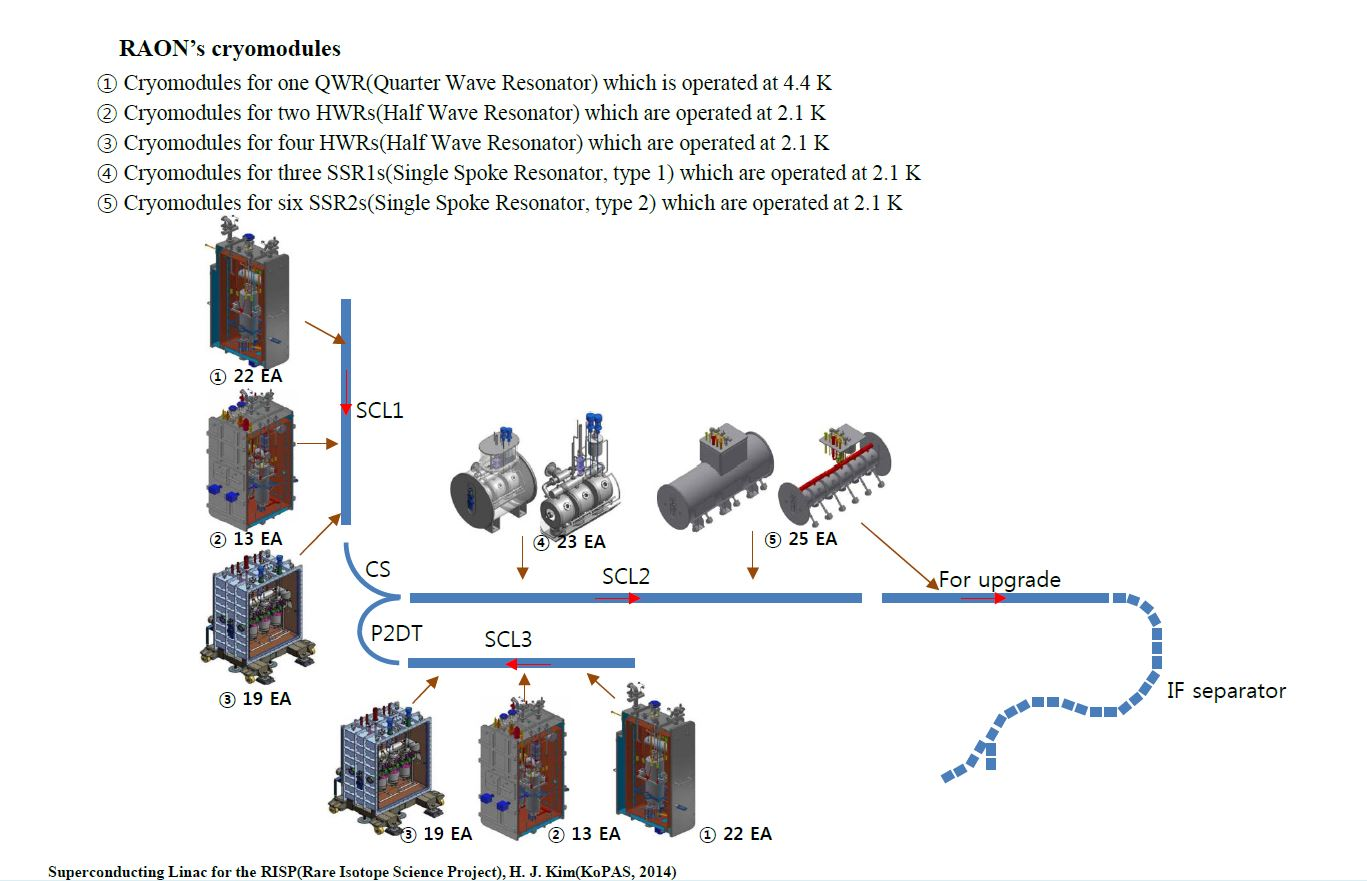 RAON’s cryomodules
① Cryomodules for one QWR(Quarter Wave Resonator) which is operated at 4.4 K
② Cryomodules for two HWRs(Half Wave Resonator) which are operated at 2.1 K
③ Cryomodules for four HWRs(Half Wave Resonator) which are operated at 2.1 K
④ Cryomodules for three SSR1s(Single Spoke Resonator, type 1) which are operated at 2.1 K
⑤ Cryomodules for six SSR2s(Single Spoke Resonator, type 2) which are operated at 2.1 K
① 22 EA
SCL1
② 13 EA
④ 23 EA
⑤ 25 EA
CS
SCL2
For upgrade
P2DT
SCL3
③ 19 EA
IF separator
③ 19 EA
② 13 EA
① 22 EA
Superconducting Linac for the RISP(Rare Isotope Science Project), H. J. Kim(KoPAS, 2014)